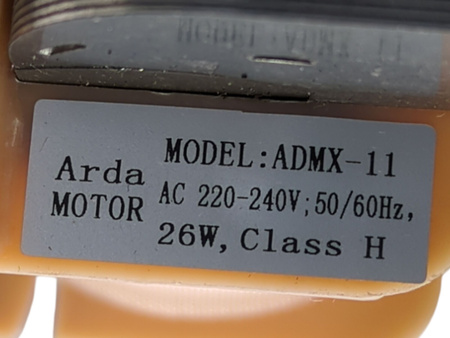 Arda
MOTOR
MODEL:ADMX-11
AC 220-240V;50/60Hz,
26W, Class H